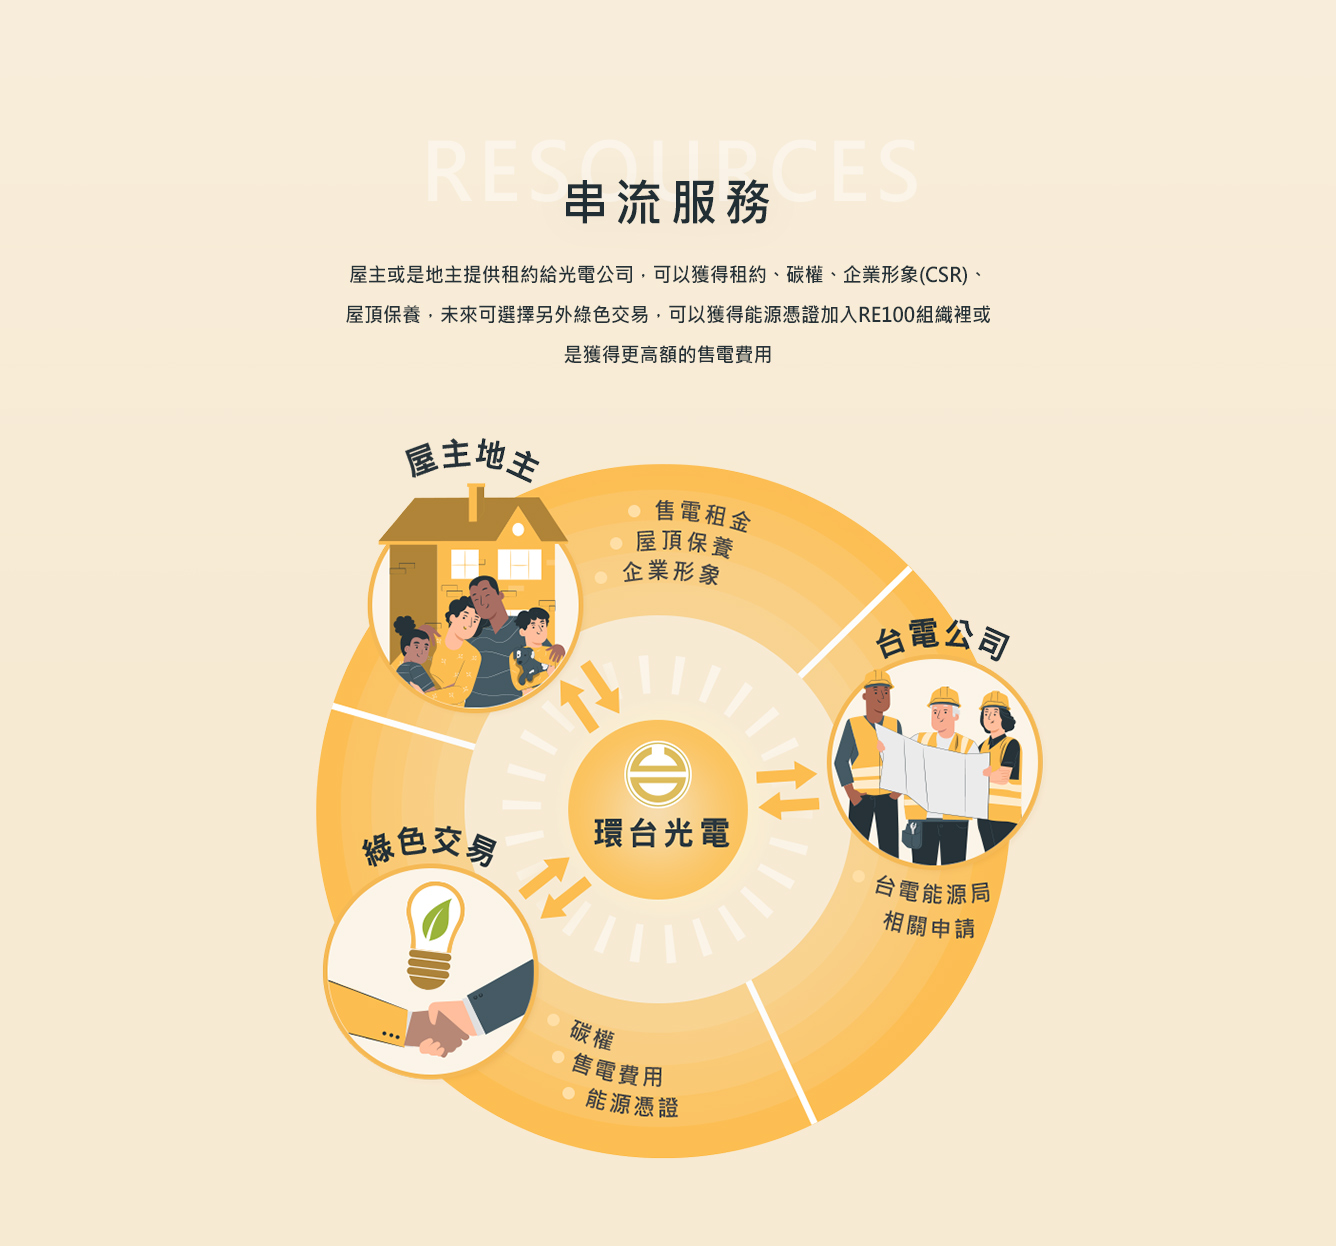 RESOURCES
串流服務
屋主或是地主提供租約給光電公司，可以獲得租約、碳權、企業形象(CSR)、
屋頂保養，未來可選擇另外綠色交易，可以獲得能源憑證加入RE100組織裡或
是獲得更高額的售電費用
屋主地主
售電租金
屋頂保養
企業形象
台電公司
台電能源局
相關申請
環台光電
綠色交易
碳權
售電費用
能源憑證